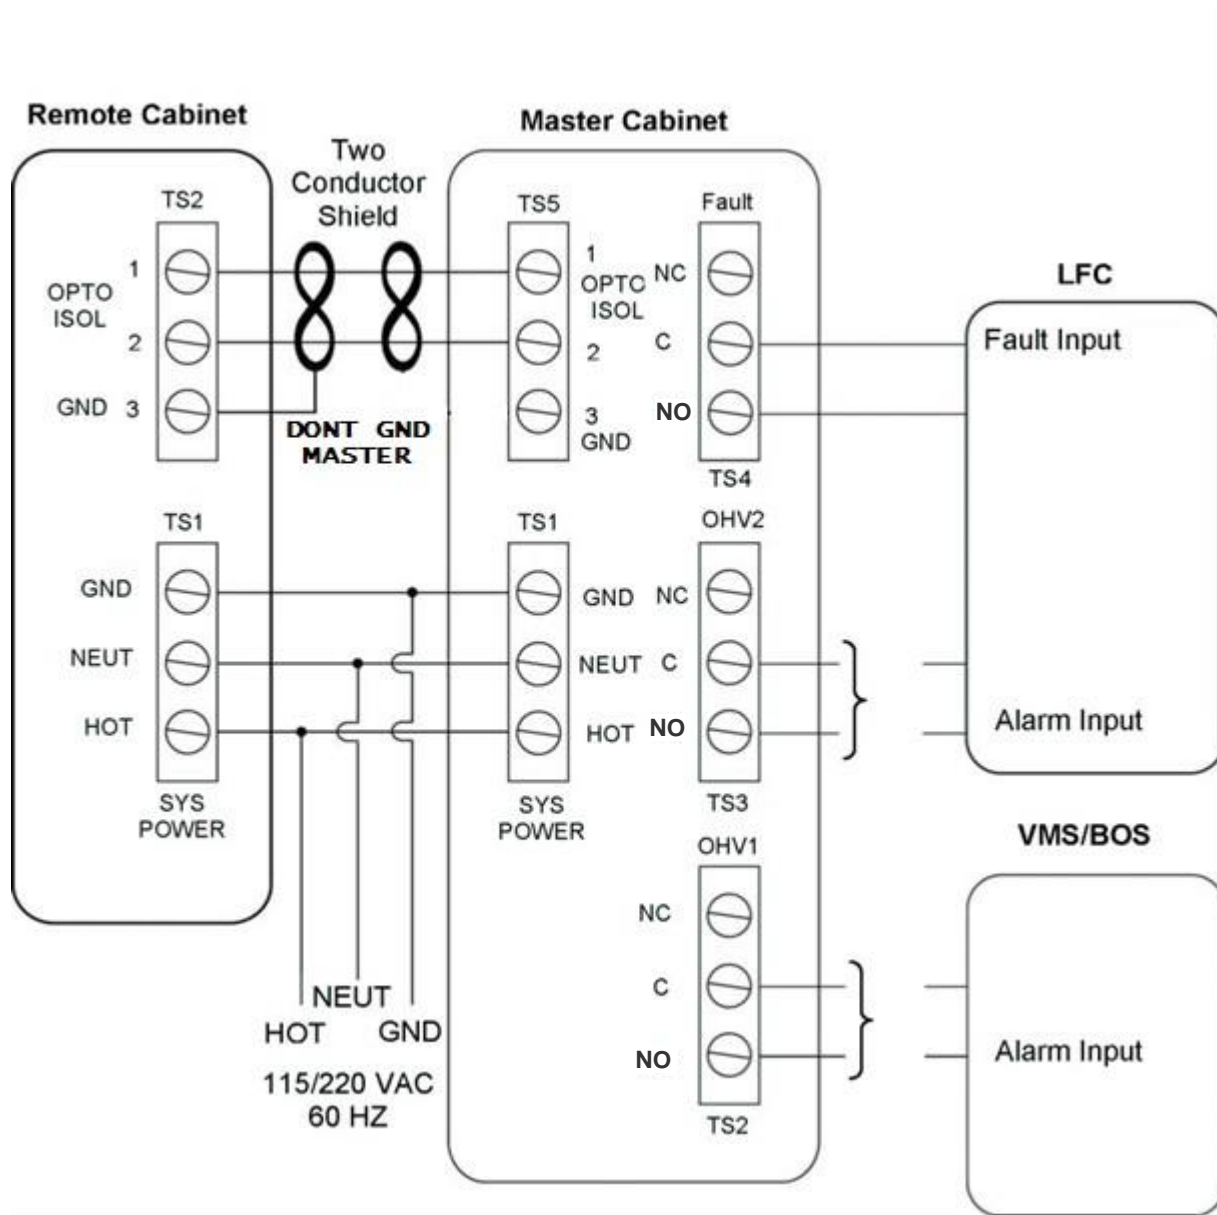 Remote Cabinet
Two
Conductor
Shield
Master Cabinet
TS2
1
OPTO
ISOL
2
GND 3
DONT GND
MASTER
TS5
1
OPTO
ISOL
2
3
GND
Fault
NC
C
NO
TS4
LFC
Fault Input
Alarm Input
TS1
GND
NEUT
HOT
SYS
POWER
TS1
GND
NEUT
HOT
SYS
POWER
OHV2
NC
C
NO
TS3
OHV1
NC
C
NO
TS2
VMS/BOS
Alarm Input
NEUT
HOT
GND
115/220 VAC
60 HZ